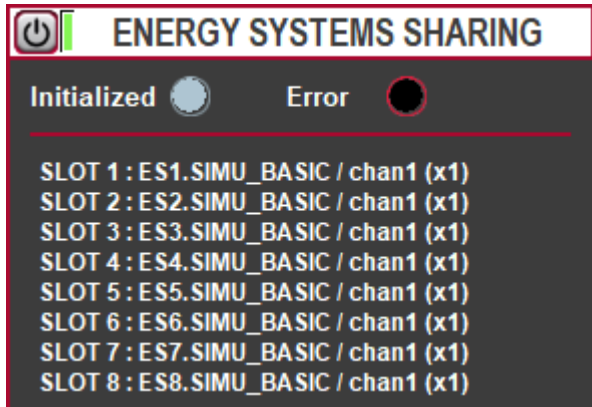 ENERGY SYSTEMS SHARING
Initialized Error
SLOT 1 : ES1.SIMU_BASIC / chan1 (x1)
SLOT 2 : ES2.SIMU_BASIC / chan1 (x1)
SLOT 3 : ES3.SIMU_BASIC / chan1 (x1)
SLOT 4 : ES4.SIMU_BASIC / chan1 (x1)
SLOT 5 : ES5.SIMU_BASIC / chan1 (x1)
SLOT 6 : ES6.SIMU_BASIC / chan1 (x1)
SLOT 7 : ES7.SIMU_BASIC / chan1 (x1)
SLOT 8 : ES8.SIMU_BASIC / chan1 (x1)